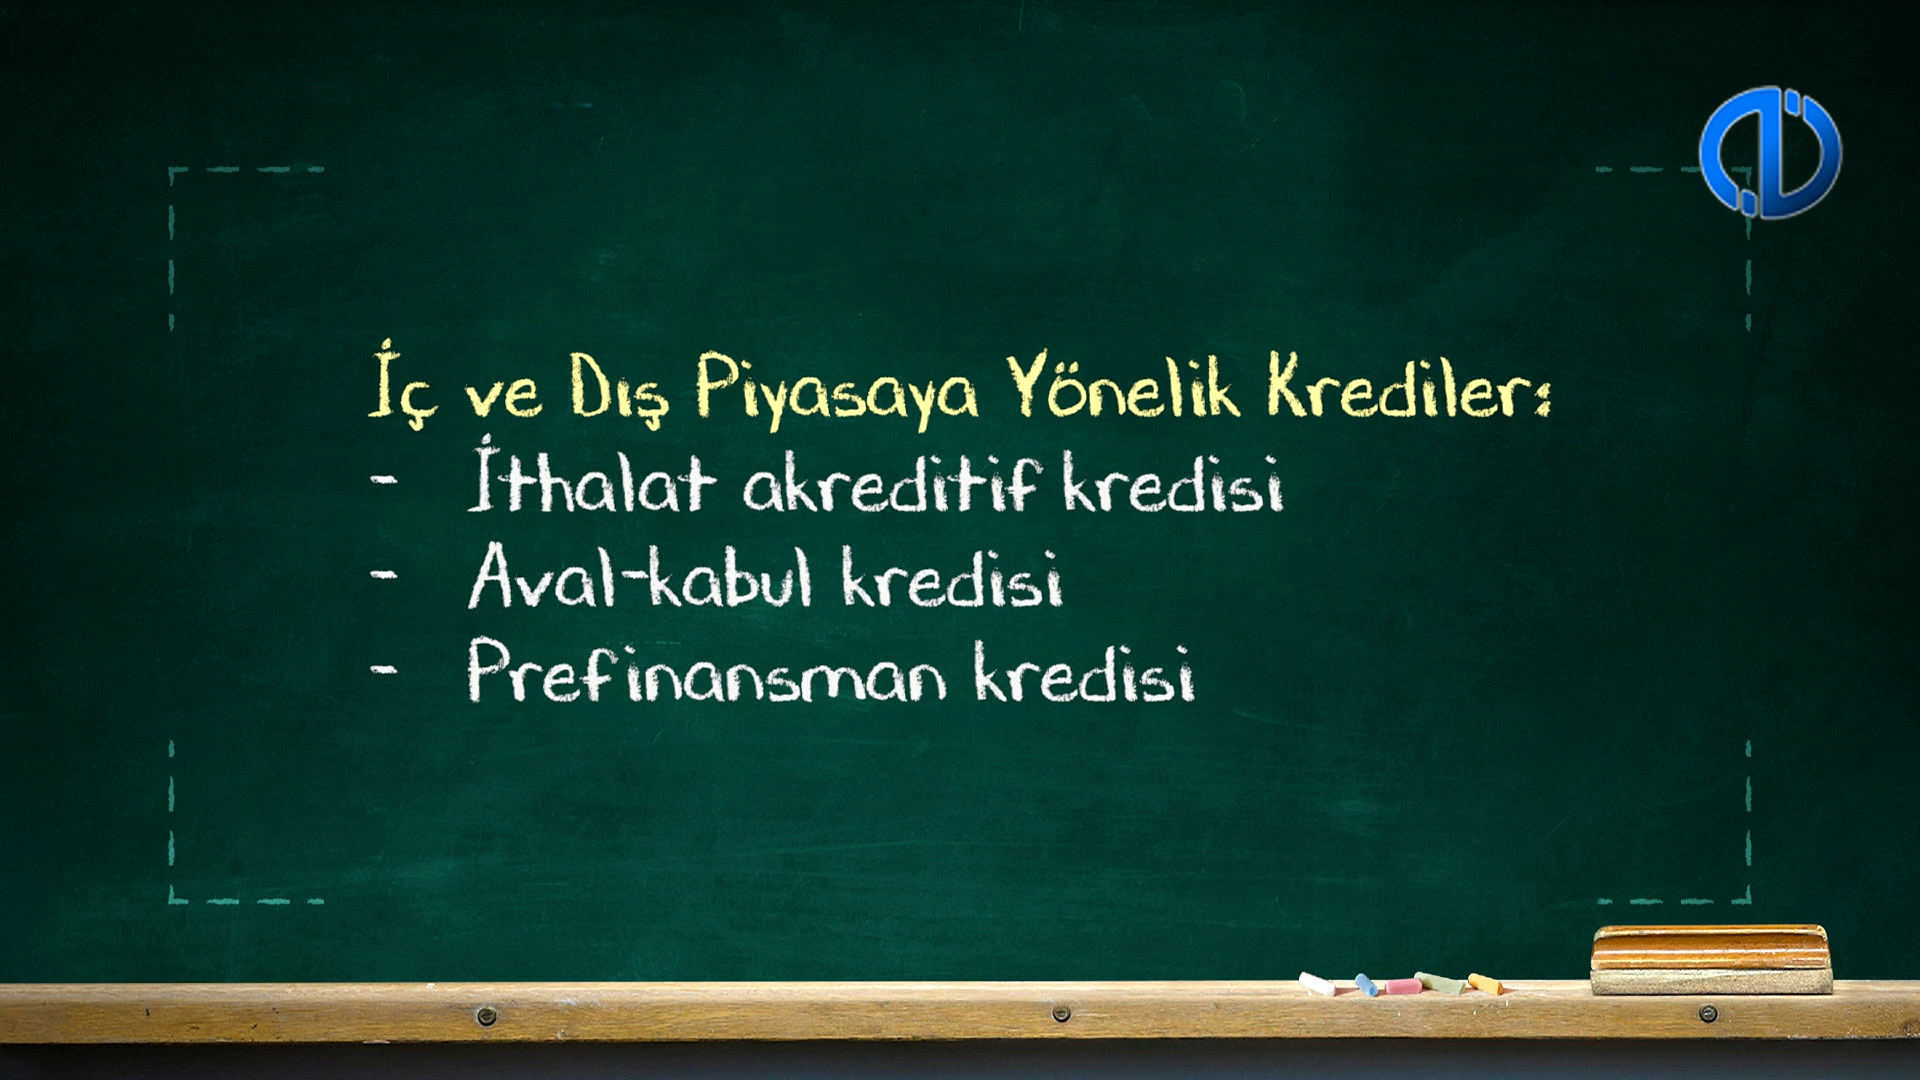 İç ve Dış Piyasaya Yönelik Krediler:
- İthalat akreditif kredisi
- Aval-kabul kredisi
- Prefinansman kredisi